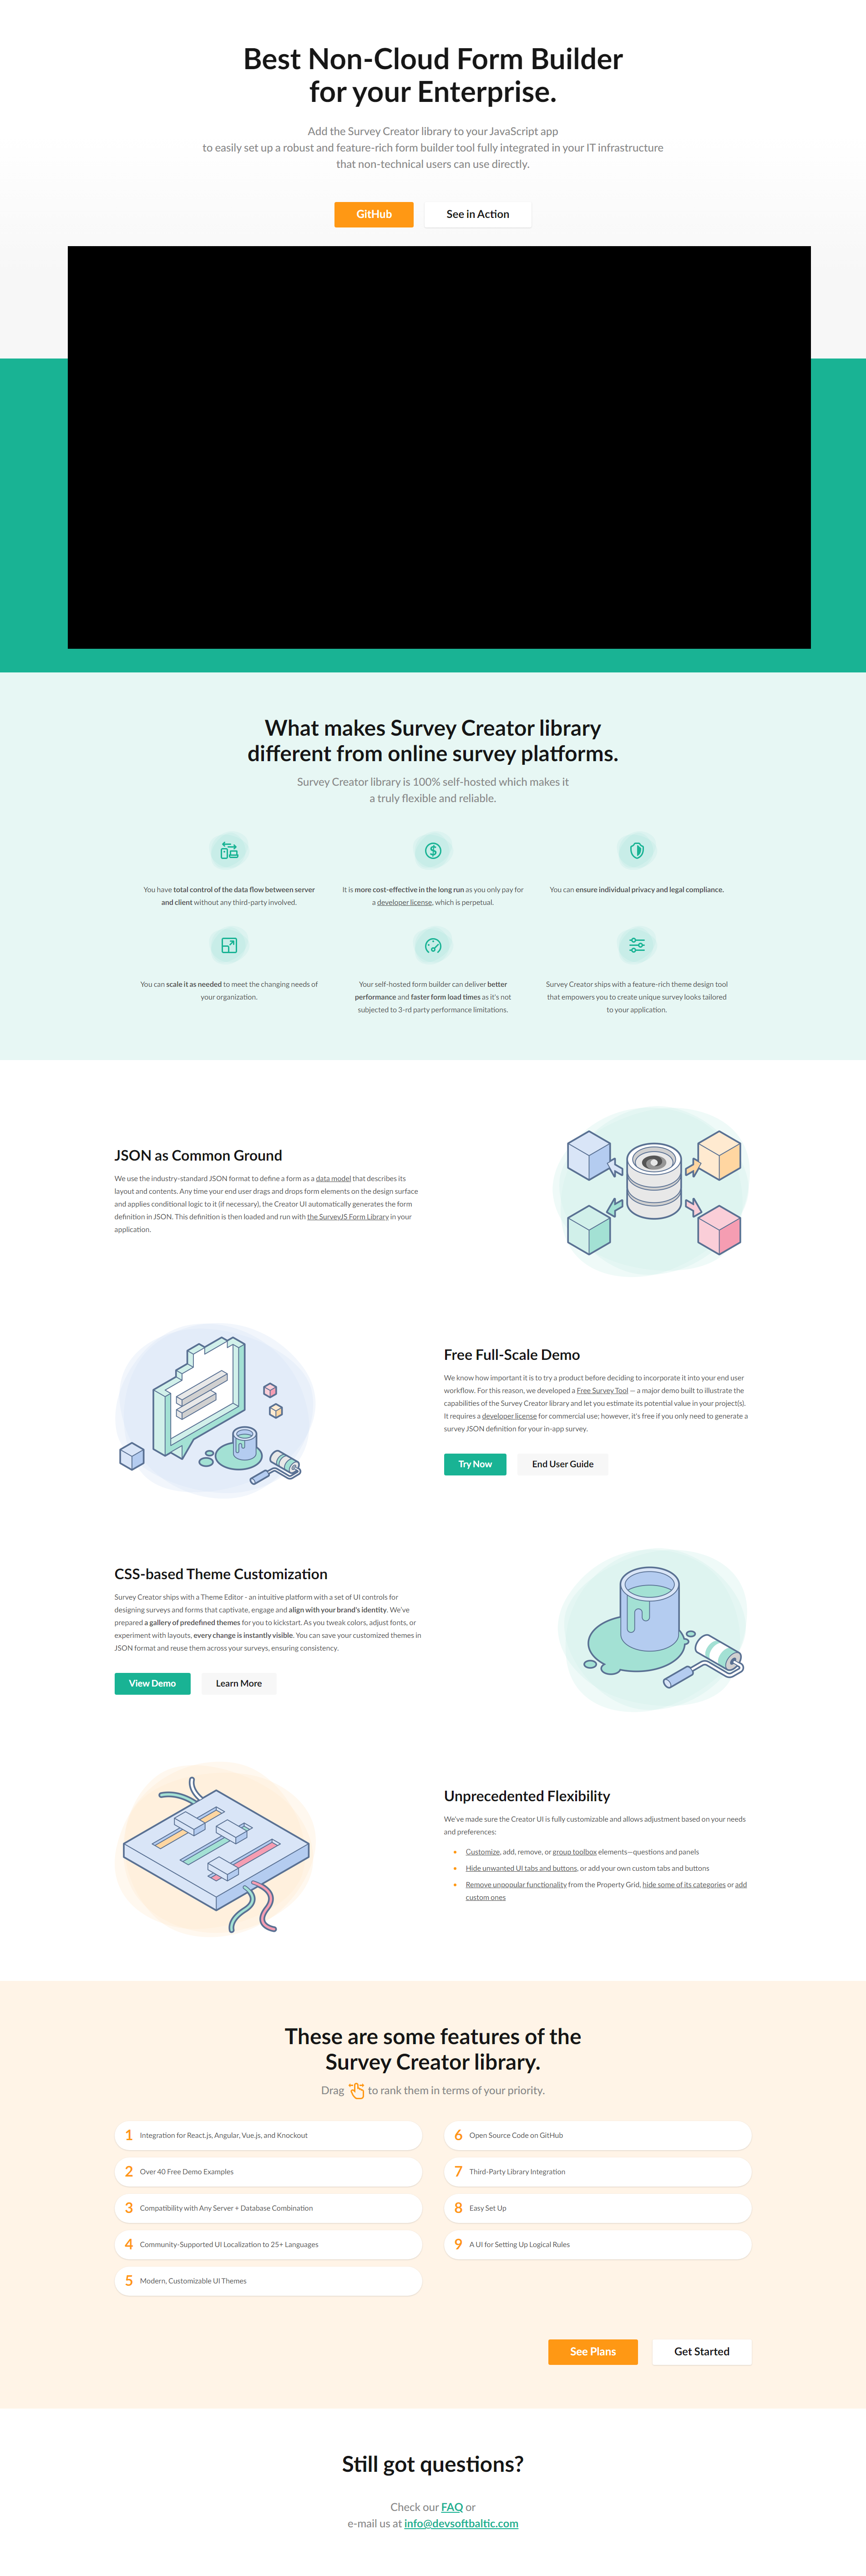 Best Non-Cloud Form Builder
for your Enterprise.
Add the Survey Creator library to your JavaScript app
to easily set up a robust and feature-rich form builder tool fully integrated in your IT infrastructure
that non-technical users can use directly.
GitHub
See in Action
What makes Survey Creator library
different from online survey platforms.
Survey Creator library is 100% self-hosted which makes it
a truly flexible and reliable.
You have total control of the data flow between server
and client without any third-party involved.
It is more cost-effective in the long run as you only pay for
a developer license, which is perpetual.
You can ensure individual privacy and legal compliance.
You can scale it as needed to meet the changing needs of
your organization.
Your self-hosted form builder can deliver better
performance and faster form load times as it's not
subjected to 3-rd party performance limitations.
Survey Creator ships with a feature-rich theme design tool
that empowers you to create unique survey looks tailored
to your application.
JSON as Common Ground
We use the industry-standard JSON format to define a form as a data model that describes its
layout and contents. Any time your end user drags and drops form elements on the design surface
and applies conditional logic to it (if necessary), the Creator UI automatically generates the form
definition in JSON. This definition is then loaded and run with the SurveyJS Form Library in your
application.
Free Full-Scale Demo
We know how important it is to try a product before deciding to incorporate it into your end user
workflow. For this reason, we developed a Free Survey Tool — a major demo built to illustrate the
capabilities of the Survey Creator library and let you estimate its potential value in your project(s).
It requires a developer license for commercial use; however, it's free if you only need to generate a
survey JSON definition for your in-app survey.
Try Now
End User Guide
CSS-based Theme Customization
Survey Creator ships with a Theme Editor - an intuitive platform with a set of UI controls for
designing surveys and forms that captivate, engage and align with your brand's identity. We've
prepared a gallery of predefined themes for you to kickstart. As you tweak colors, adjust fonts, or
experiment with layouts, every change is instantly visible. You can save your customized themes in
JSON format and reuse them across your surveys, ensuring consistency.
View Demo
Learn More
Unprecedented Flexibility
We've made sure the Creator UI is fully customizable and allows adjustment based on your needs
and preferences:
Customize, add, remove, or group toolbox elements—questions and panels
Hide unwanted UI tabs and buttons, or add your own custom tabs and buttons
Remove unpopular functionality from the Property Grid, hide some of its categories or add
custom ones
These are some features of the
Survey Creator library.
Drag to rank them in terms of your priority.
1 Integration for React.js, Angular, Vue.js, and Knockout
2 Over 40 Free Demo Examples
3 Compatibility with Any Server + Database Combination
4 Community-Supported UI Localization to 25+ Languages
5 Modern, Customizable UI Themes
6 Open Source Code on GitHub
7 Third-Party Library Integration
8 Easy Set Up
9 A UI for Setting Up Logical Rules
See Plans
Get Started
Still got questions?
Check our FAQ or
e-mail us at info@devsoftbaltic.com